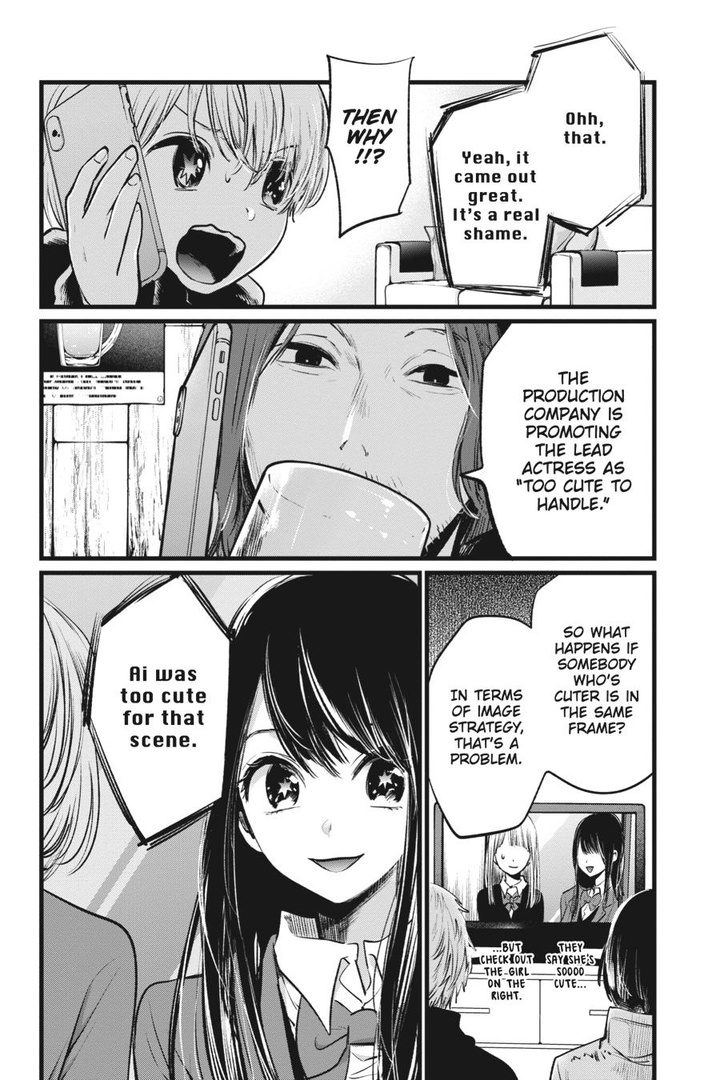 Ohh,
that.
Yeah, it
came out
great.
It's a real
shame.
THEN
WHY
!!?
THE
PRODUCTION
COMPANY IS
PROMOTING
THE LEAD
ACTRESS AS
"TOO CUTE TO
HANDLE."
SO WHAT
HAPPENS IF
SOMEBODY
WHO'S
CUTER IS IN
THE SAME
FRAME?
IN TERMS
OF IMAGE
STRATEGY,
THAT'S A
PROBLEM.
THEY
SAY SHE'S
SOOOO
CUTE...
...BUT
CHECK OUT
THE GIRL
ON THE
RIGHT.
Ai was
too cute
for that
scene.